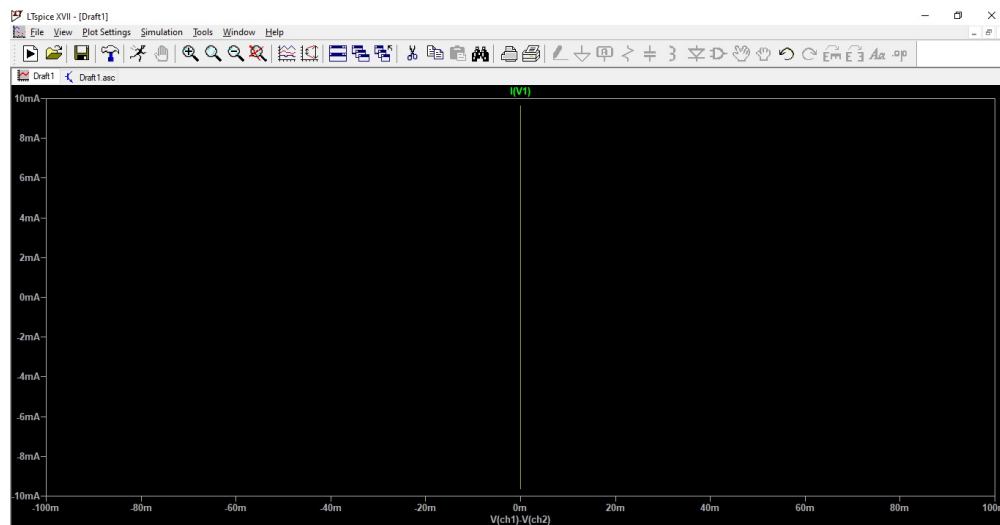 LTspice XVII - [Draft1]
File View Plot Settings Simulation Tools Window Help
Draft1 Draft1.asc
I(V1)
10mA
8mA
6mA
4mA
2mA
0mA
-2mA
-4mA
-6mA
-8mA
-10mA
-100m -80m -60m -40m -20m 0m 20m 40m 60m 80m 100m
V(ch1)-V(ch2)